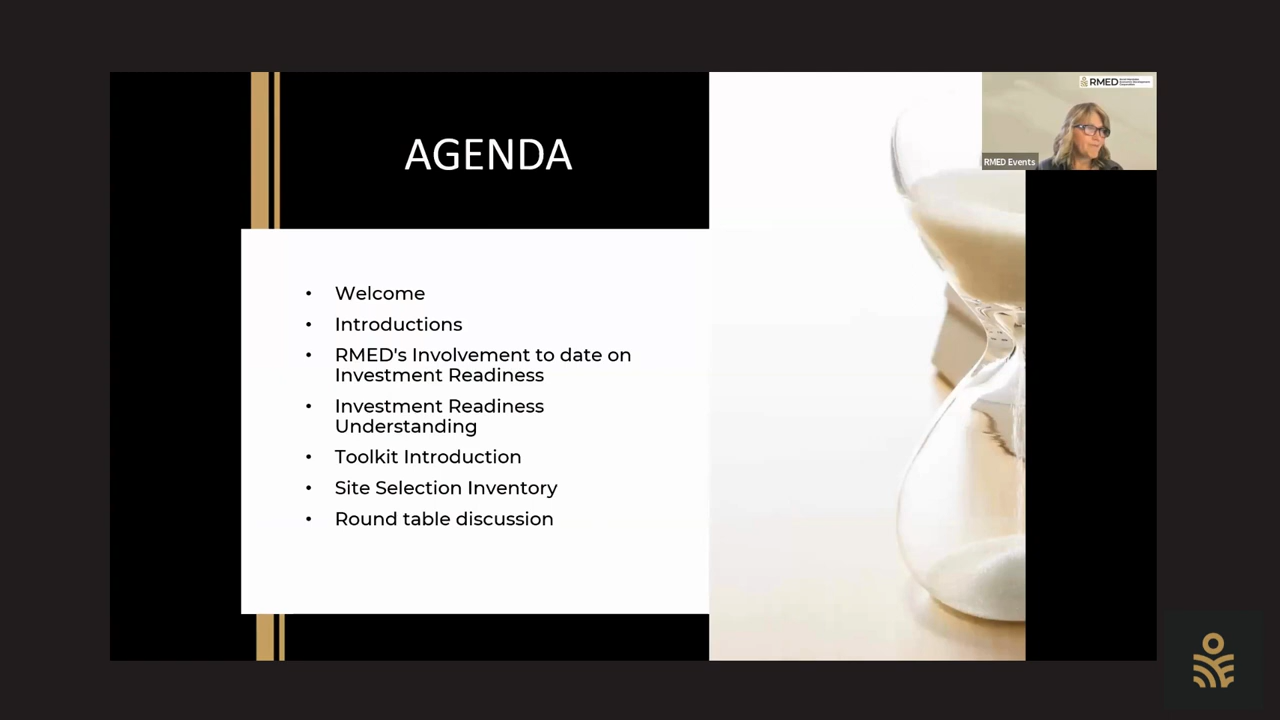 RMED
AGENDA
RMED Events
• Welcome
• Introductions
• RMED's Involvement to date on
Investment Readiness
• Investment Readiness
Understanding
• Toolkit Introduction
• Site Selection Inventory
• Round table discussion